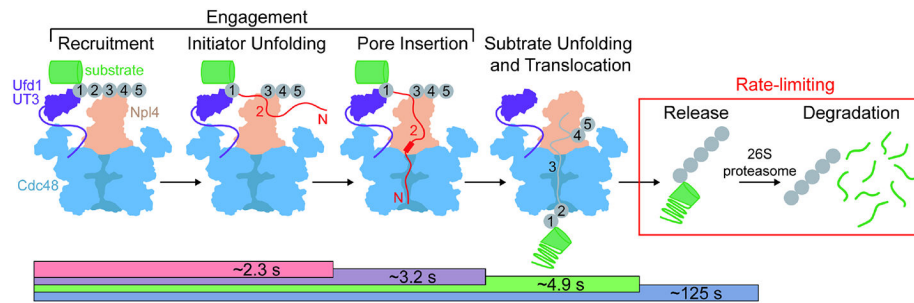 Engagement
Recruitment
Initiator Unfolding
Pore Insertion
Subtrate Unfolding
and Translocation
Rate-limiting
substrate
Ufd1
UT3
1 2 3 4 5
Npl4
Cdc48
1 3 4 5
2
N
1 3 4 5
2
N
5
4
3
2
1
Release
Degradation
26S
proteasome
~2.3 s
~3.2 s
~4.9 s
~125 s